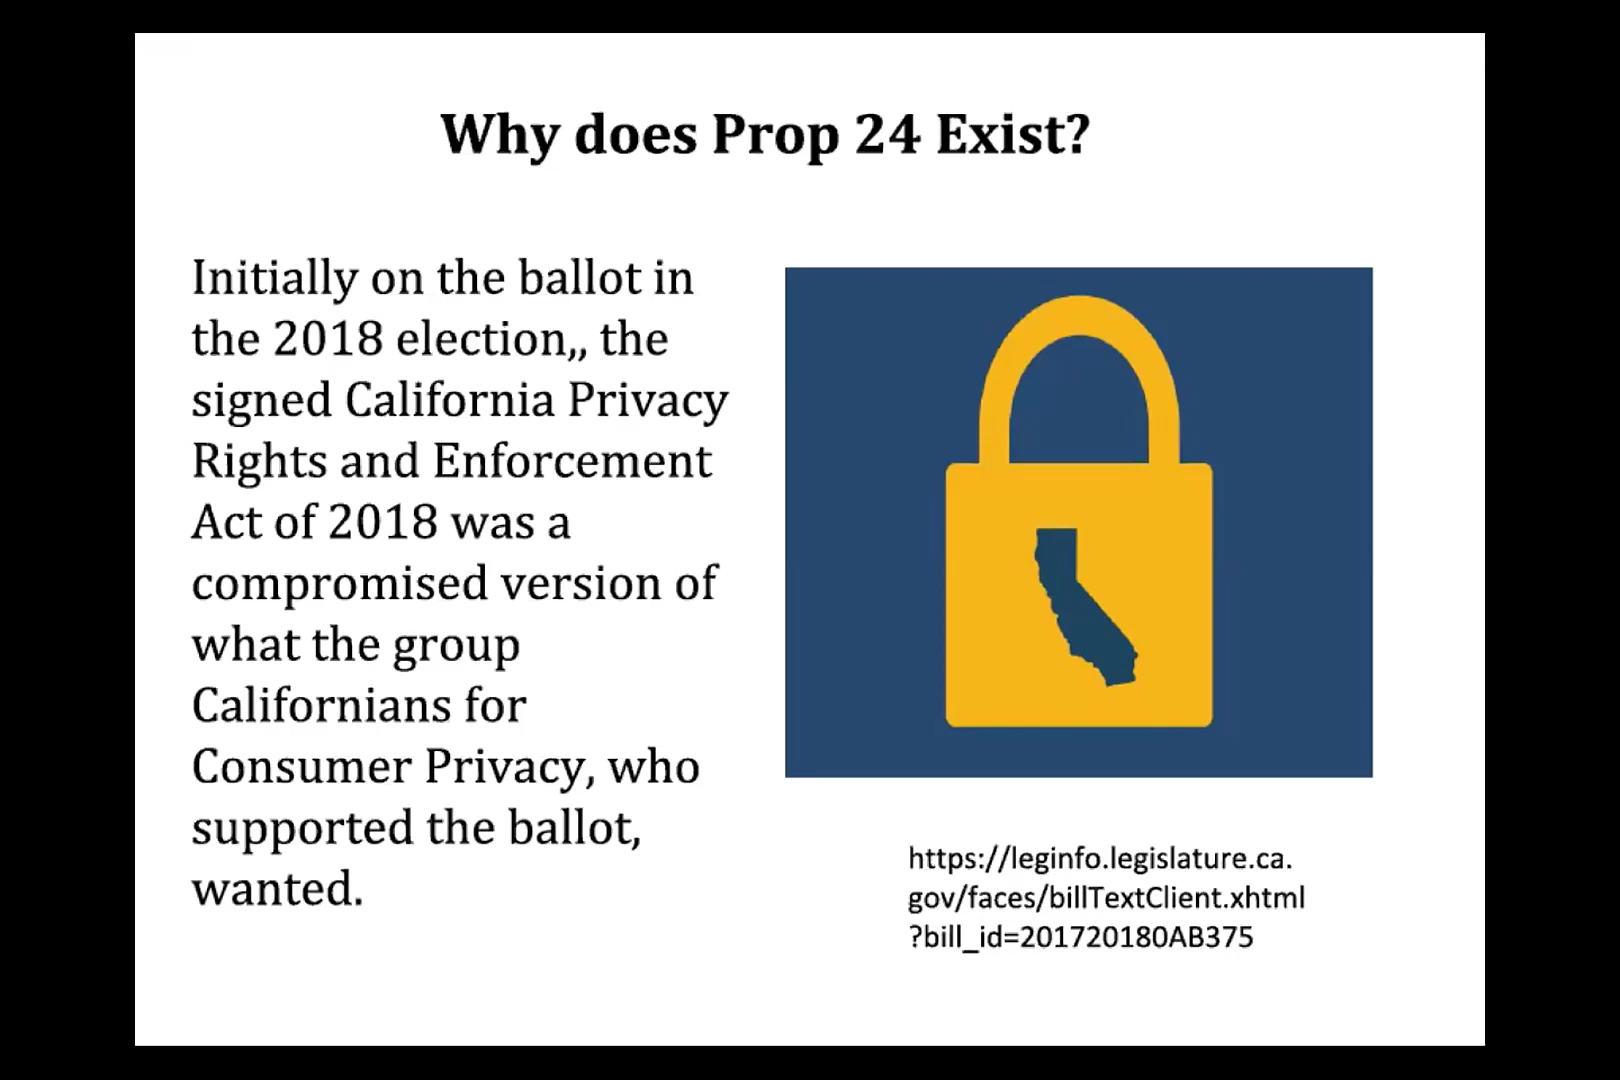 Why does Prop 24 Exist?
Initially on the ballot in
the 2018 election,, the
signed California Privacy
Rights and Enforcement
Act of 2018 was a
compromised version of
what the group
Californians for
Consumer Privacy, who
supported the ballot,
wanted.
https://leginfo.legislature.ca.
gov/faces/billTextClient.xhtml
?bill_id=201720180AB375